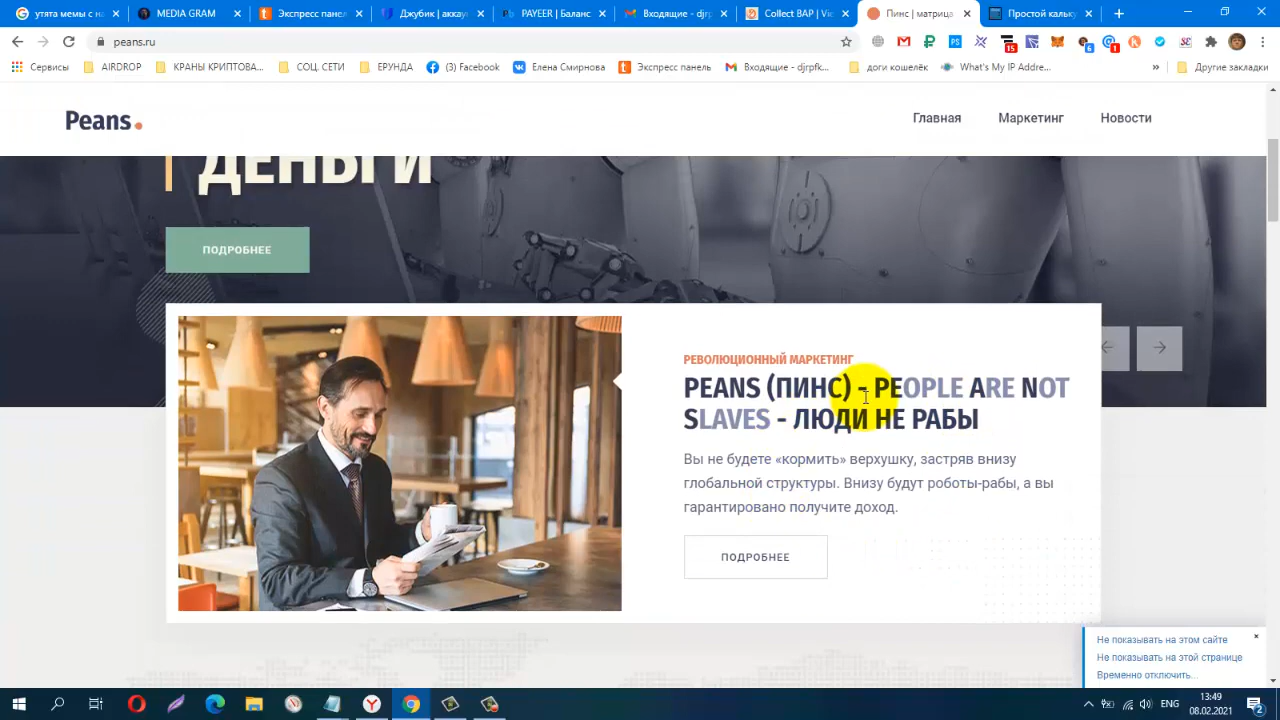 утята мемы с на
MEDIA GRAM
Экспресс панел
Джубик | аккау
PAYEER | Баланс
Входящие - djrp
Collect BAP | Vic
Пинс | матрица
Простой кальку
peans.ru
15
6
1
Сервисы
AIRDROP
КРАНЫ КРИПТОВА...
СОЦ. СЕТИ
ЕРУНДА
(3) Facebook
Елена Смирнова
Экспресс панель
Входящие - djrpfk...
доги кошелёк
What's My IP Addre...
»
Другие закладки
Peans.
Главная
Маркетинг
Новости
ДЕНЬГИ
ПОДРОБНЕЕ
РЕВОЛЮЦИОННЫЙ МАРКЕТИНГ
PEANS (ПИНС) - PEOPLE ARE NOT
SLAVES - ЛЮДИ НЕ РАБЫ
Вы не будете «кормить» верхушку, застряв внизу
глобальной структуры. Внизу будут роботы-рабы, а вы
гарантировано получите доход.
ПОДРОБНЕЕ
Не показывать на этом сайте
Не показывать на этой странице
Временно отключить...
ENG
13:49
08.02.2021
2